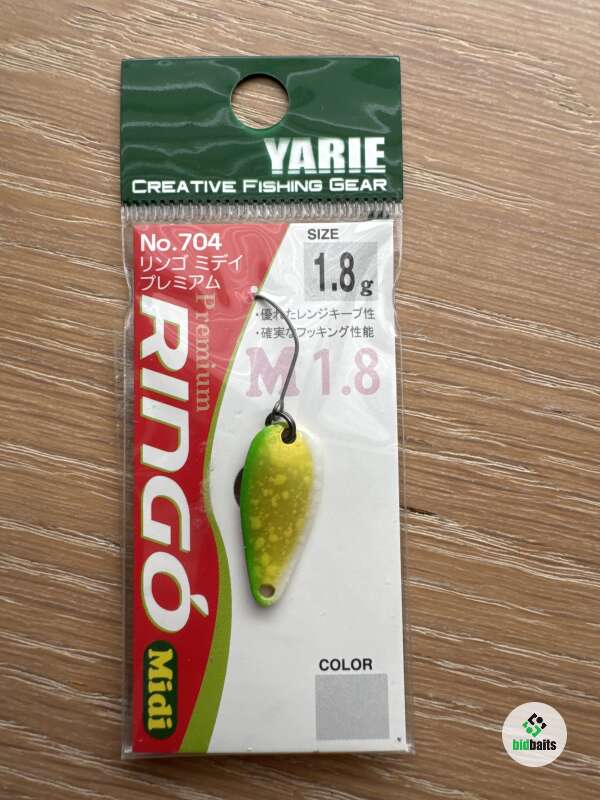 YARIE
CREATIVE FISHING GEAR
No.704
リンゴ ミディ
プレミアム
SIZE
1.8g
・優れたレンジキープ性
・確実なフッキング性能
M 1.8
Premium
RINGO
Midi
COLOR
bidbaits